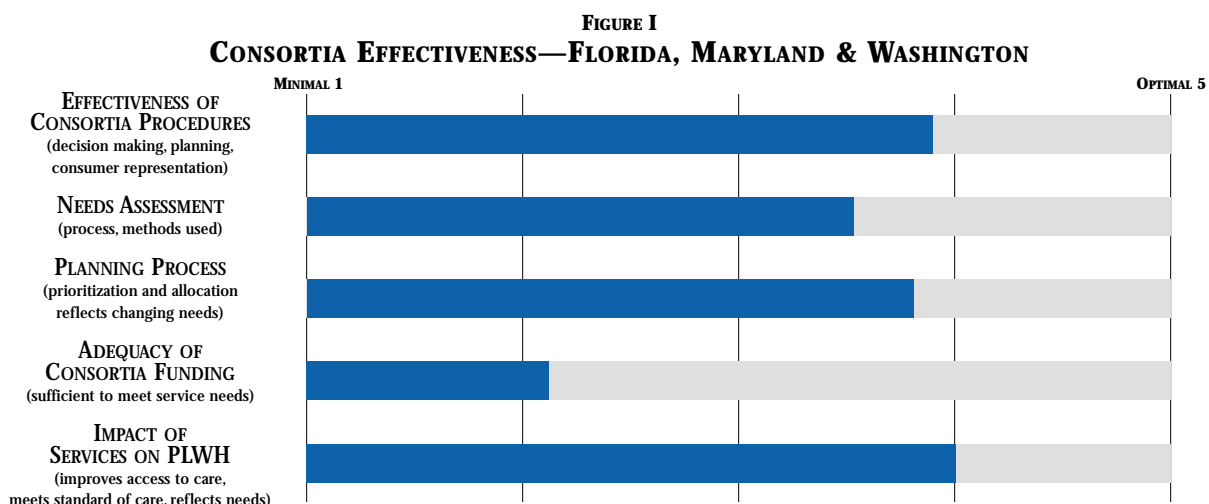 FIGURE I
CONSORTIA EFFECTIVENESS—FLORIDA, MARYLAND & WASHINGTON
MINIMAL 1
OPTIMAL 5
EFFECTIVENESS OF
CONSORTIA PROCEDURES
(decision making, planning,
consumer representation)
NEEDS ASSESSMENT
(process, methods used)
PLANNING PROCESS
(prioritization and allocation
reflects changing needs)
ADEQUACY OF
CONSORTIA FUNDING
(sufficient to meet service needs)
IMPACT OF
SERVICES ON PLWH
(improves access to care,
meets standard of care, reflects needs)